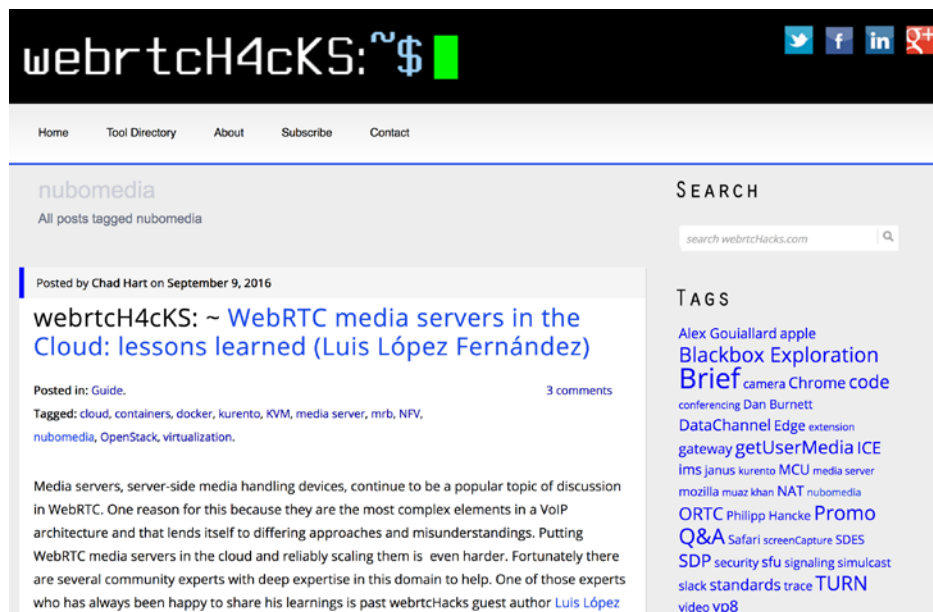 webrtcH4cKS:~$
f in g+
Home Tool Directory About Subscribe Contact
nubomedia
All posts tagged nubomedia
Posted by Chad Hart on September 9, 2016
webrtcH4cKS: ~ WebRTC media servers in the
Cloud: lessons learned (Luis López Fernández)
Posted in: Guide. 3 comments
Tagged: cloud, containers, docker, kurento, KVM, media server, mrb, NFV,
nubomedia, OpenStack, virtualization.
Media servers, server-side media handling devices, continue to be a popular topic of discussion
in WebRTC. One reason for this because they are the most complex elements in a VoIP
architecture and that lends itself to differing approaches and misunderstandings. Putting
WebRTC media servers in the cloud and reliably scaling them is even harder. Fortunately there
are several community experts with deep expertise in this domain to help. One of those experts
who has always been happy to share his learnings is past webrtcHacks guest author Luis López
SEARCH
search webrtcHacks.com
TAGS
Alex Gouiallard apple
Blackbox Exploration
Brief camera Chrome code
conferencing Dan Burnett
DataChannel Edge extension
gateway getUserMedia ICE
ims janus kurento MCU media server
mozilla muaz khan NAT nubomedia
ORTC Philipp Hancke Promo
Q&A Safari screenCapture SDES
SDP security sfu signaling simulcast
slack standards trace TURN
video vp8